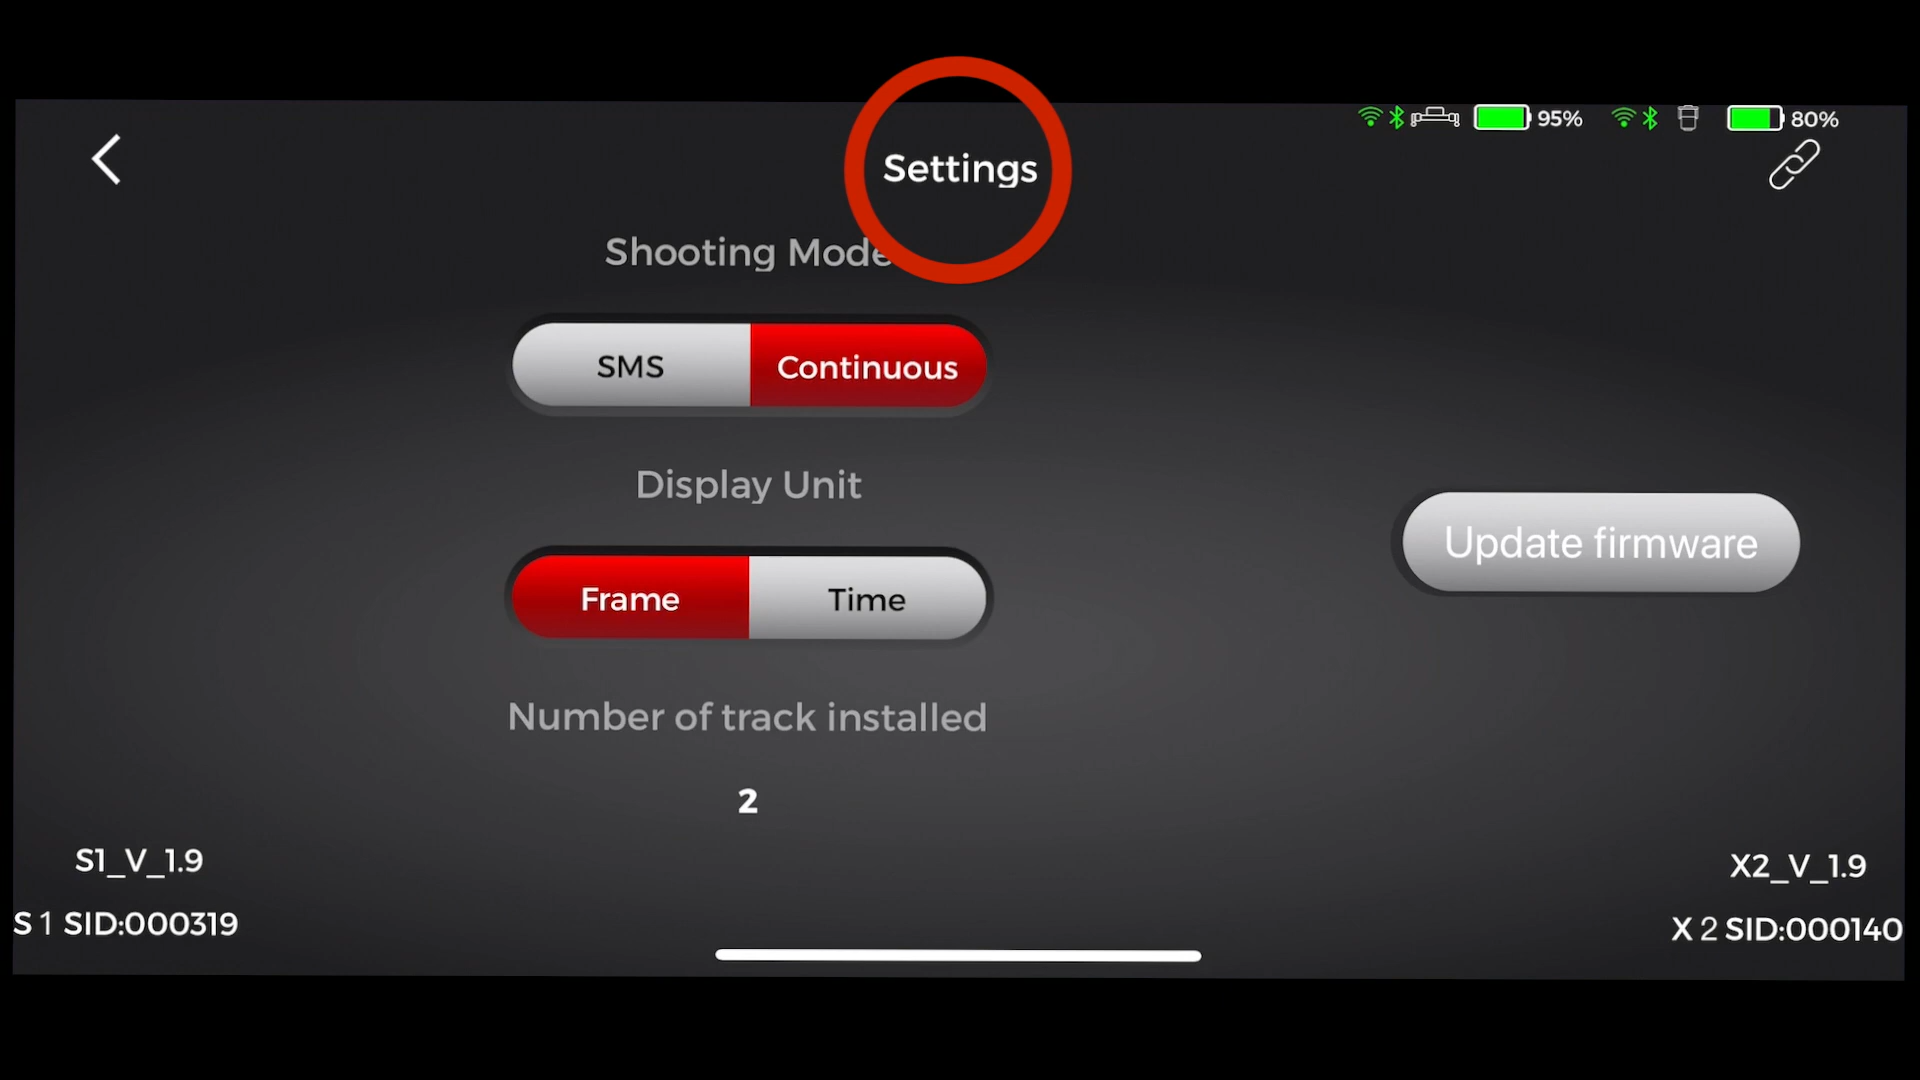 95%
80%
Settings
Shooting Mode
SMS
Continuous
Display Unit
Frame
Time
Update firmware
Number of track installed
2
S1_V_1.9
X2_V_1.9
S 1 SID:000319
X 2 SID:000140